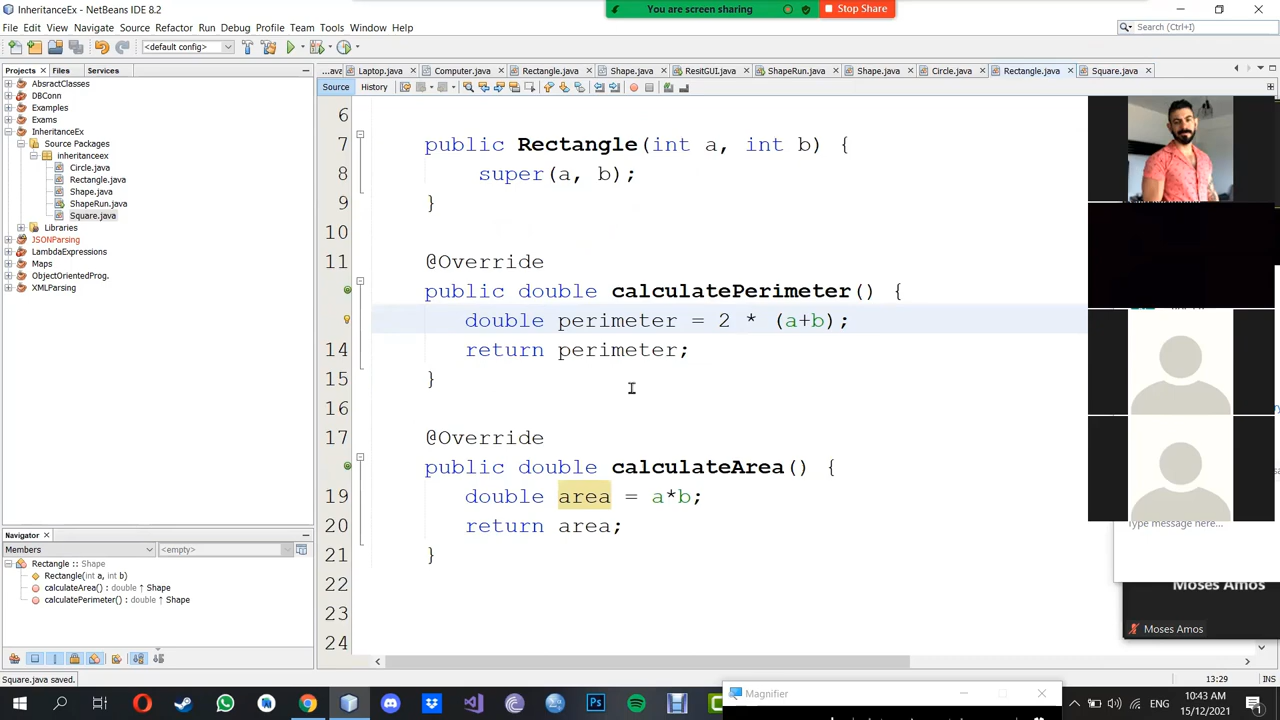 InheritanceEx - NetBeans IDE 8.2
You are screen sharing
Stop Share
File Edit View Navigate Source Refactor Run Debug Profile Team Tools Window Help
Search (Ctrl+I)
<default config>
Projects Files Services
...ava Laptop.java Computer.java Rectangle.java Shape.java ResitGUI.java ShapeRun.java Shape.java Circle.java Rectangle.java Square.java
Source History
AbstractClasses
DBConn
Examples
Exams
InheritanceEx
Source Packages
inheritanceex
Circle.java
Rectangle.java
Shape.java
ShapeRun.java
Square.java
Libraries
JSONParsing
LambdaExpressions
Maps
ObjectOrientedProg.
XMLParsing
6
7 public Rectangle(int a, int b) {
8 super(a, b);
9 }
10
11 @Override
public double calculatePerimeter() {
double perimeter = 2 * (a+b);
14 return perimeter;
15 }
16
17 @Override
public double calculateArea() {
19 double area = a*b;
20 return area;
21 }
22
23
24
Navigator
Members <empty>
Rectangle :: Shape
Rectangle(int a, int b)
calculateArea() : double ↑ Shape
calculatePerimeter() : double ↑ Shape
Type message here...
Moses Amos
Moses Amos
Square.java saved.
13:29 INS
Magnifier
ENG
10:43 AM
15/12/2021